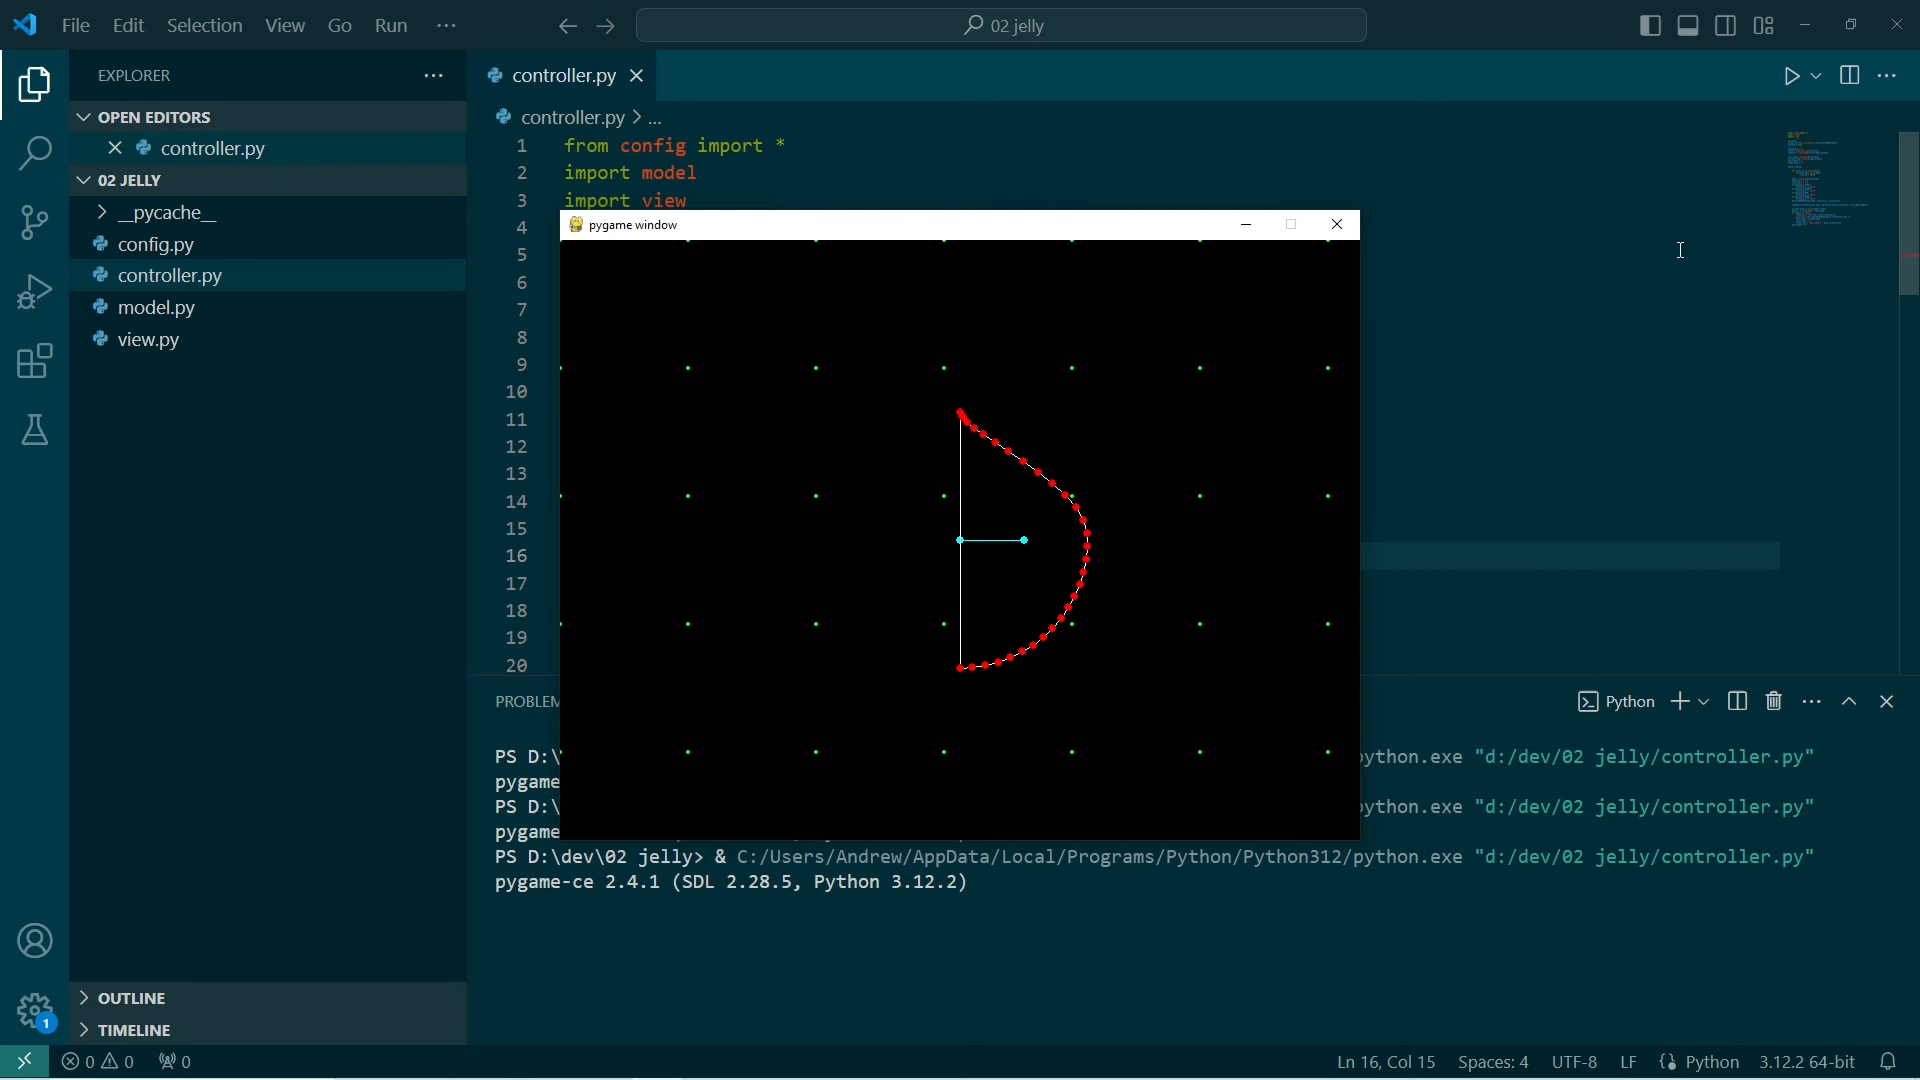 File Edit Selection View Go Run ···
02 jelly
EXPLORER
OPEN EDITORS
controller.py
02 JELLY
__pycache__
config.py
controller.py
model.py
view.py
OUTLINE
TIMELINE
controller.py
controller.py > ...
1 from config import *
2 import model
3 import view
4
5
6
7
8
9
10
11
12
13
14
15
16
17
18
19
20
pygame window
PROBLEM
Python
PS D:\ ython.exe "d:/dev/02 jelly/controller.py"
pygame
PS D:\ ython.exe "d:/dev/02 jelly/controller.py"
pygame
PS D:\dev\02 jelly> & C:/Users/Andrew/AppData/Local/Programs/Python/Python312/python.exe "d:/dev/02 jelly/controller.py"
pygame-ce 2.4.1 (SDL 2.28.5, Python 3.12.2)
1
0 0 0 Ln 16, Col 15 Spaces: 4 UTF-8 LF Python 3.12.2 64-bit